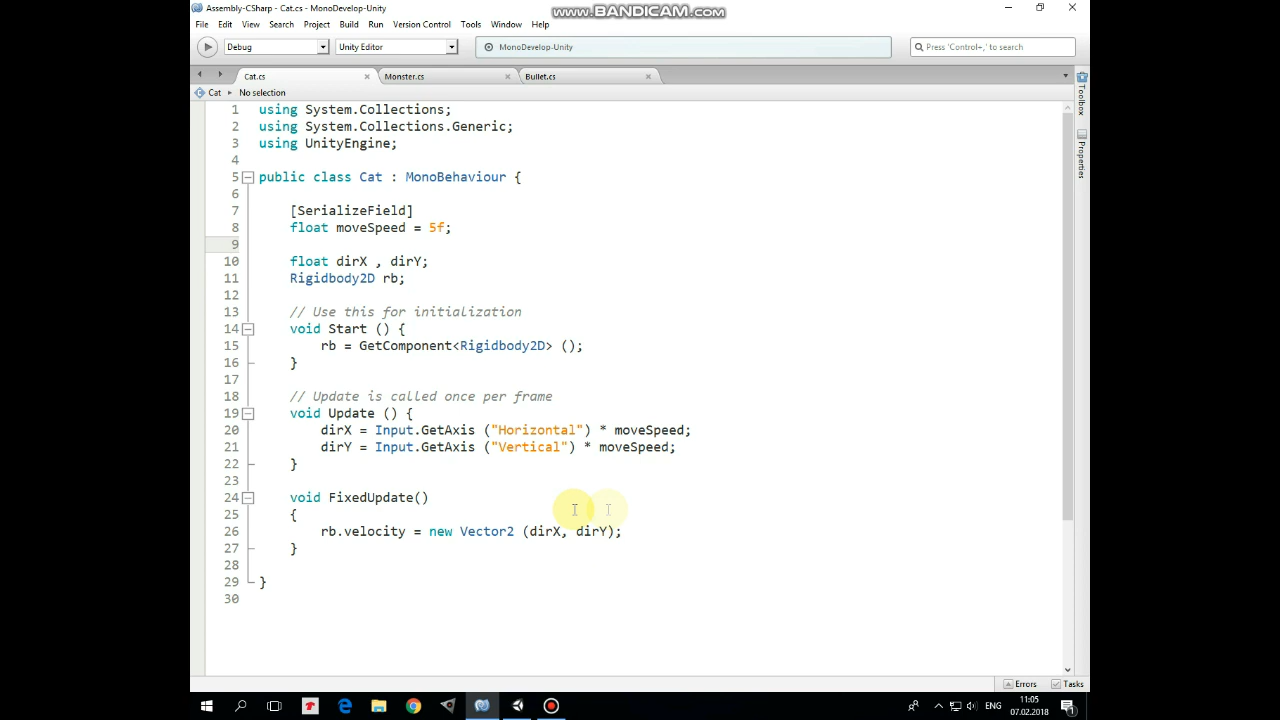 Assembly-CSharp - Cat.cs - MonoDevelop-Unity
www.BANDICAM.com
File Edit View Search Project Build Run Version Control Tools Window Help
Debug Unity Editor MonoDevelop-Unity Press 'Control+,' to search
Cat.cs Monster.cs Bullet.cs
Cat No selection
Toolbox
Properties
1 using System.Collections;
2 using System.Collections.Generic;
3 using UnityEngine;
4
5 public class Cat : MonoBehaviour {
6
7 [SerializeField]
8 float moveSpeed = 5f;
9
10 float dirX , dirY;
11 Rigidbody2D rb;
12
13 // Use this for initialization
14 void Start () {
15 rb = GetComponent<Rigidbody2D> ();
16 }
17
18 // Update is called once per frame
19 void Update () {
20 dirX = Input.GetAxis ("Horizontal") * moveSpeed;
21 dirY = Input.GetAxis ("Vertical") * moveSpeed;
22 }
23
24 void FixedUpdate()
25 {
26 rb.velocity = new Vector2 (dirX, dirY);
27 }
28
29 }
30
Errors Tasks
ENG 11:05
07.02.2018 1